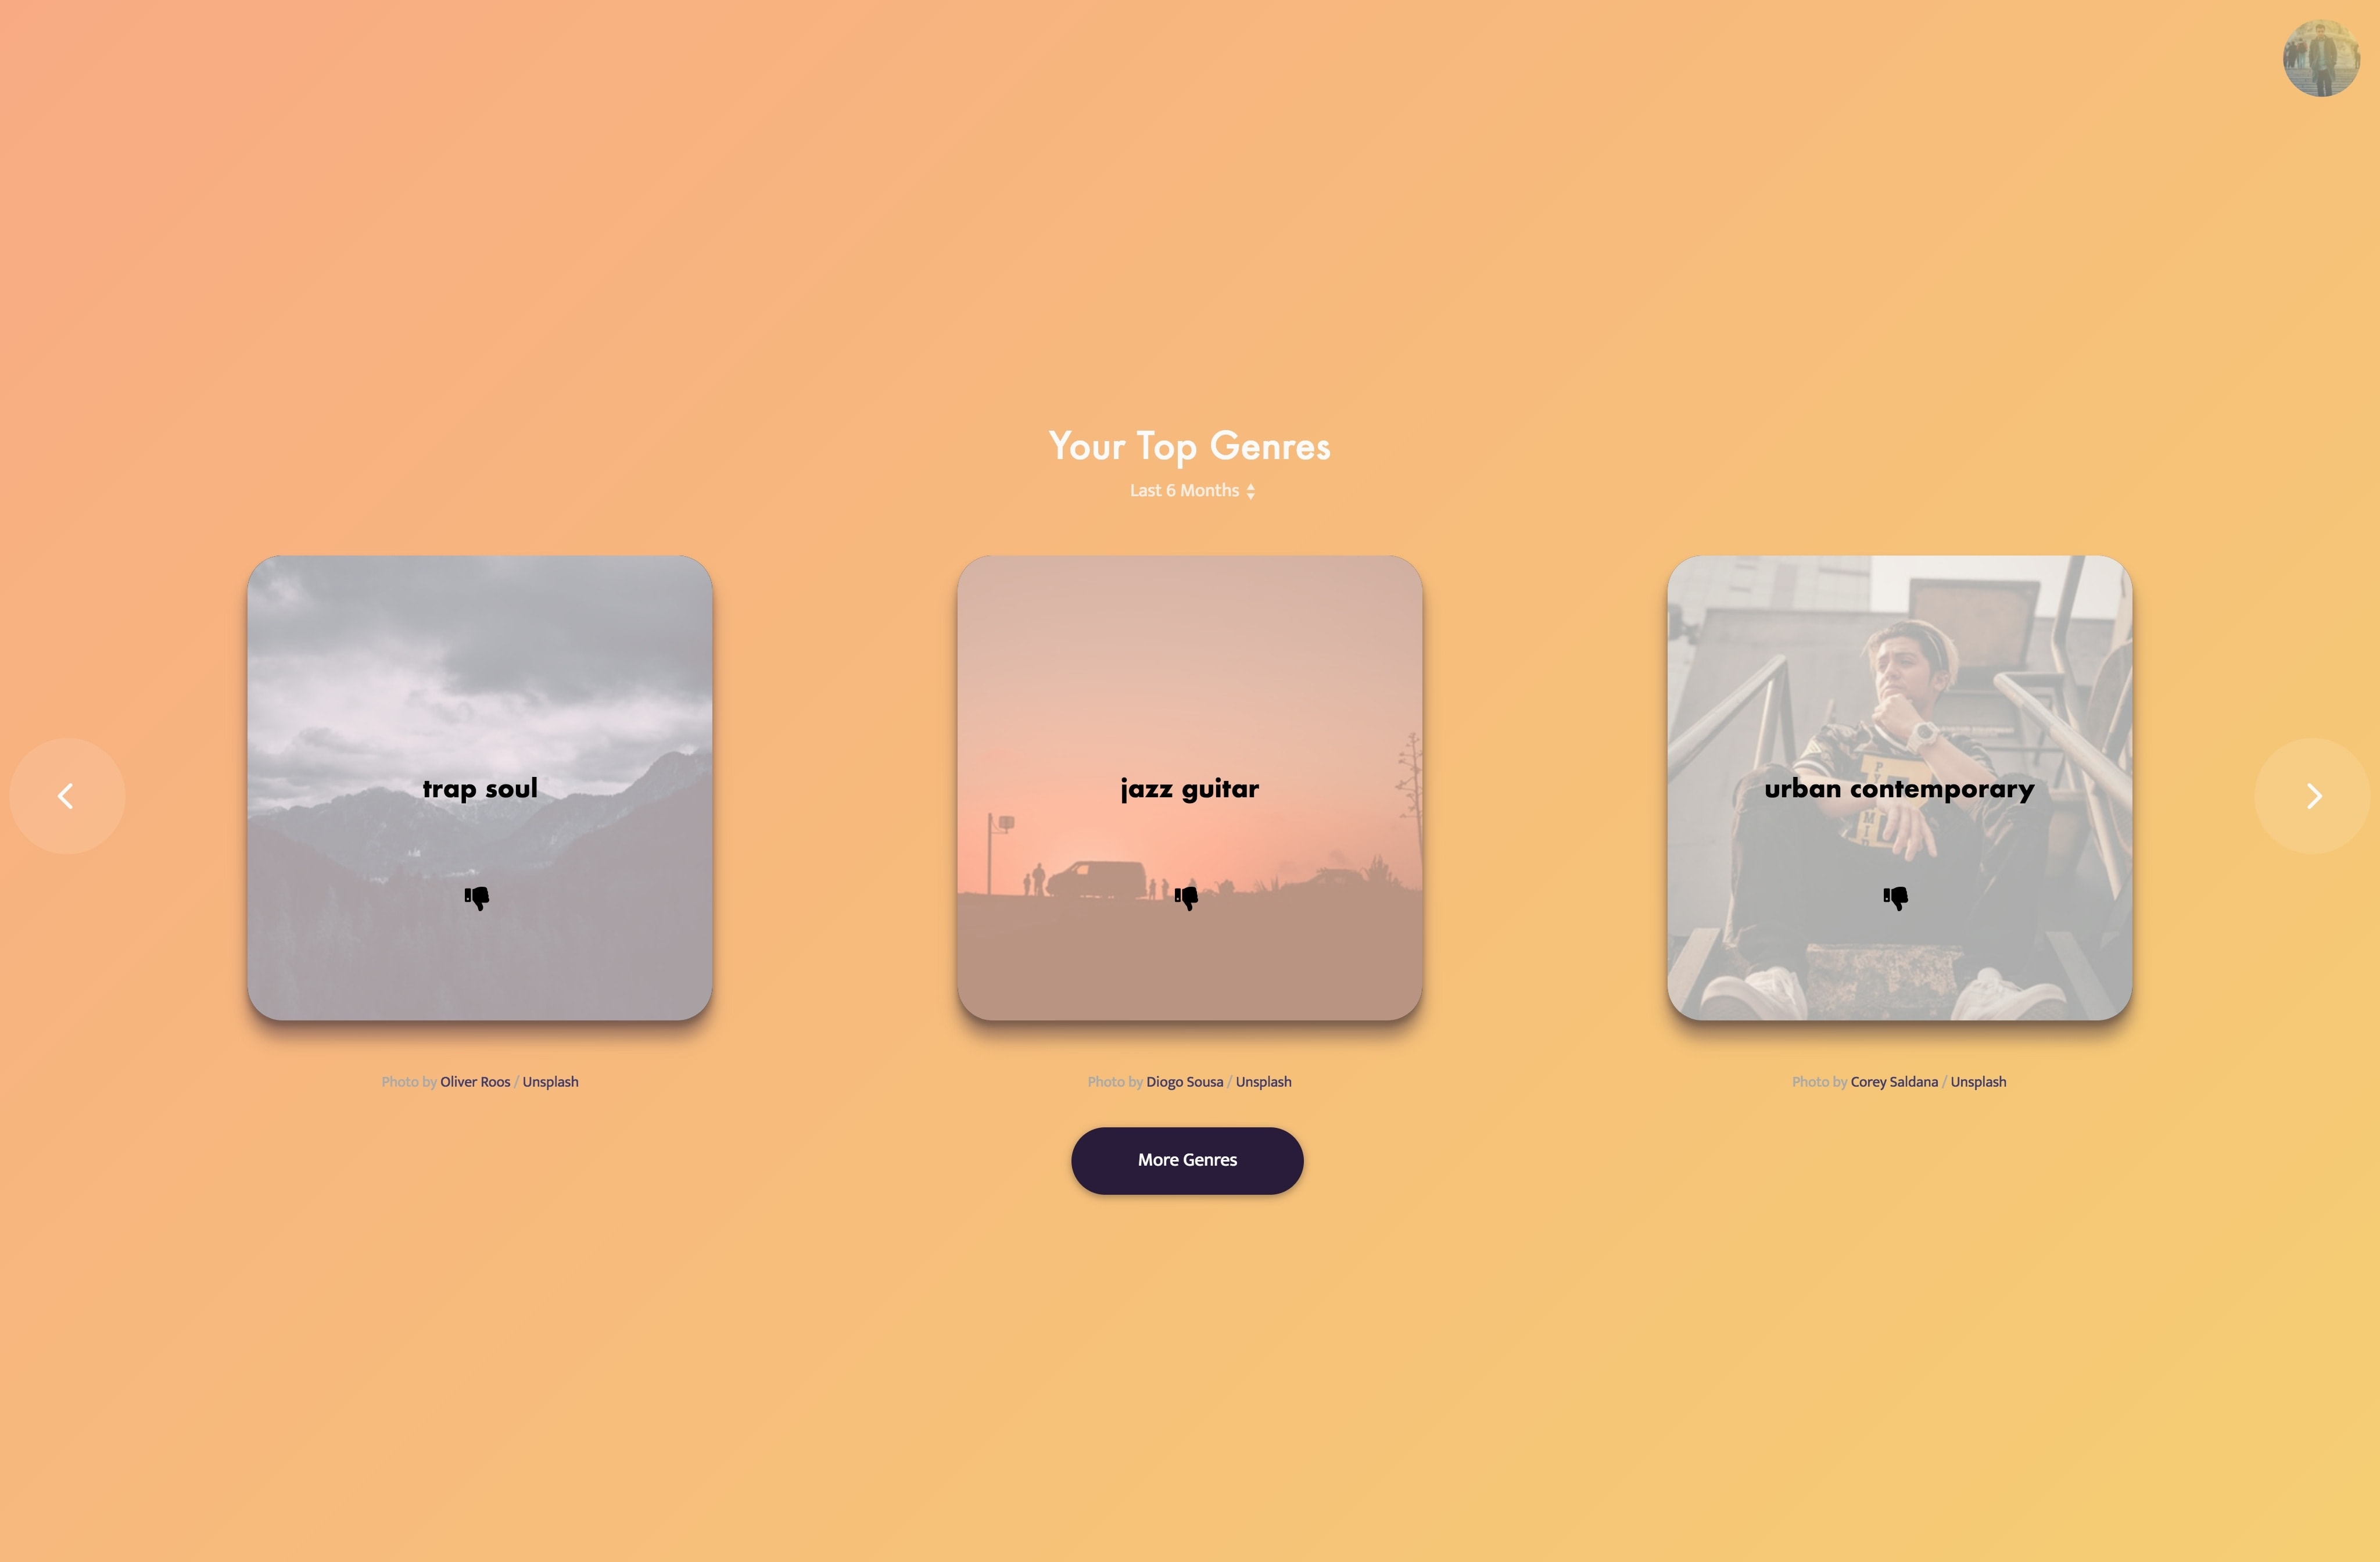 Your Top Genres
Last 6 Months
trap soul
jazz guitar
urban contemporary
Photo by Oliver Roos / Unsplash
Photo by Diogo Sousa / Unsplash
Photo by Corey Saldana / Unsplash
More Genres